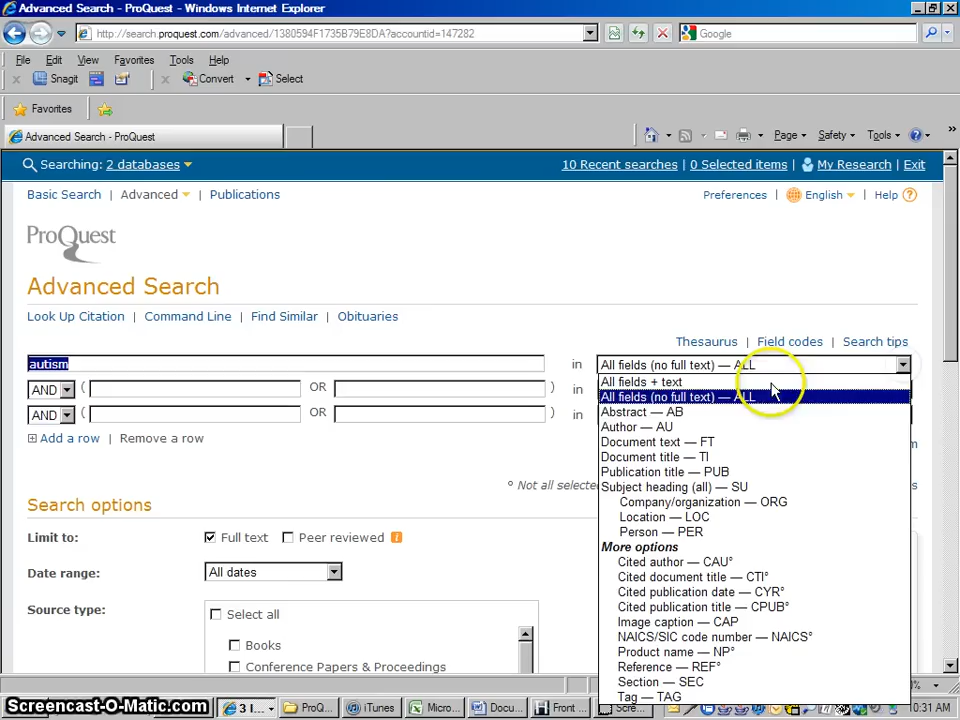 Advanced Search - ProQuest - Windows Internet Explorer
http://search.proquest.com/advanced/1380594F1735B79E8DA?accountid=147282
Google
File Edit View Favorites Tools Help
Snagit Convert Select
Favorites
Advanced Search - ProQuest
Page Safety Tools »
Searching: 2 databases
10 Recent searches | 0 Selected items | My Research | Exit
Basic Search | Advanced | Publications
Preferences | English | Help ?
ProQuest
Advanced Search
Look Up Citation | Command Line | Find Similar | Obituaries
Thesaurus | Field codes | Search tips
autism in All fields (no full text) — ALL
AND ( OR ) in
AND ( OR ) in
Add a row | Remove a row
All fields + text
All fields (no full text) — ALL
Abstract — AB
Author — AU
Document text — FT
Document title — TI
Publication title — PUB
Subject heading (all) — SU
Company/organization — ORG
Location — LOC
Person — PER
More options
Cited author — CAU°
Cited document title — CTI°
Cited publication date — CYR°
Cited publication title — CPUB°
Image caption — CAP
NAICS/SIC code number — NAICS°
Product name — NP°
Reference — REF°
Section — SEC
Tag — TAG
° Not all selecte
Search options
Limit to: Full text Peer reviewed i
Date range: All dates
Source type: Select all
Books
Conference Papers & Proceedings
Screencast-O-Matic.com
3 I... ProQ... iTunes Micro... Docu... Front ... Scre...
10:31 AM